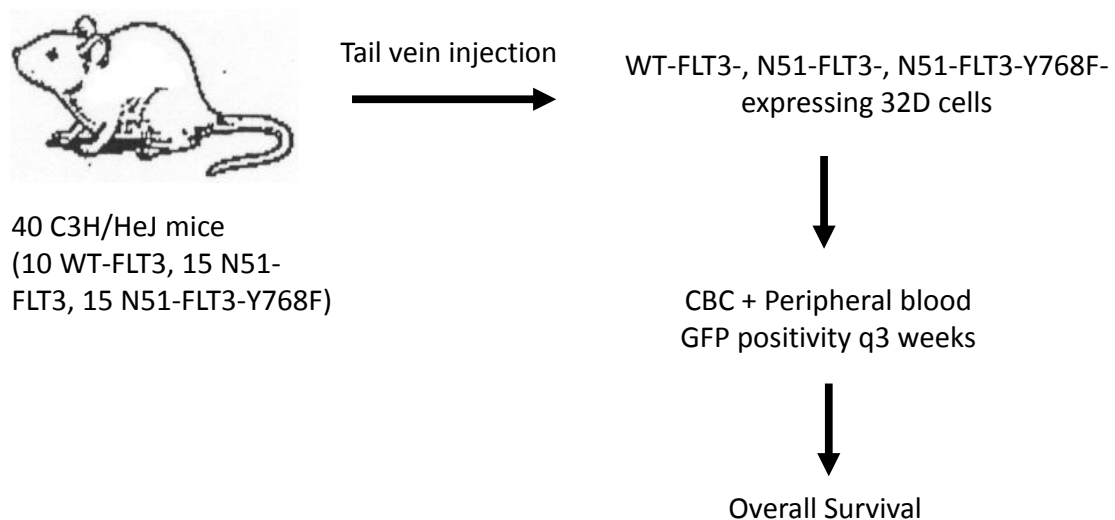 Tail vein injection
WT-FLT3-, N51-FLT3-, N51-FLT3-Y768F-
expressing 32D cells
40 C3H/HeJ mice
(10 WT-FLT3, 15 N51-
FLT3, 15 N51-FLT3-Y768F)
CBC + Peripheral blood
GFP positivity q3 weeks
Overall Survival